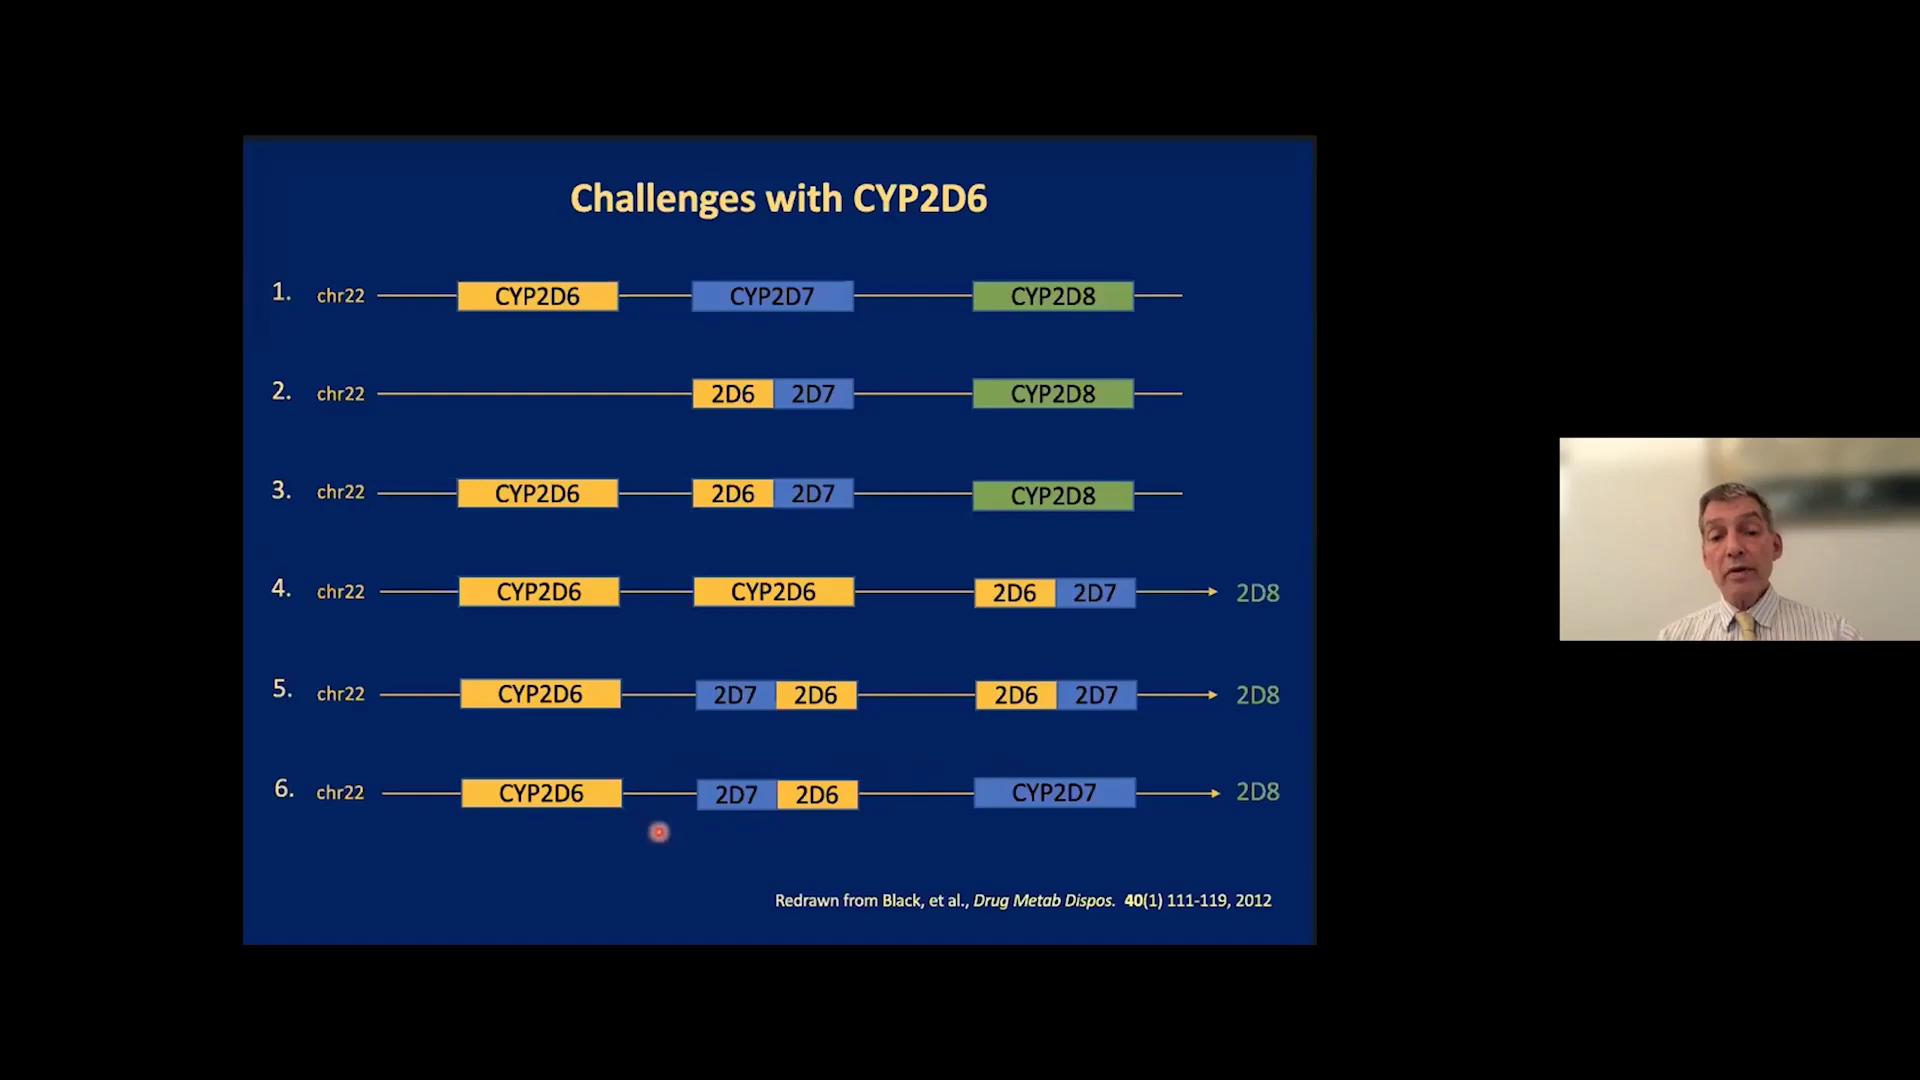 Challenges with CYP2D6
1. chr22 CYP2D6 CYP2D7 CYP2D8
2. chr22 2D6 2D7 CYP2D8
3. chr22 CYP2D6 2D6 2D7 CYP2D8
4. chr22 CYP2D6 CYP2D6 2D6 2D7 2D8
5. chr22 CYP2D6 2D7 2D6 2D6 2D7 2D8
6. chr22 CYP2D6 2D7 2D6 CYP2D7 2D8
Redrawn from Black, et al., Drug Metab Dispos. 40(1) 111-119, 2012